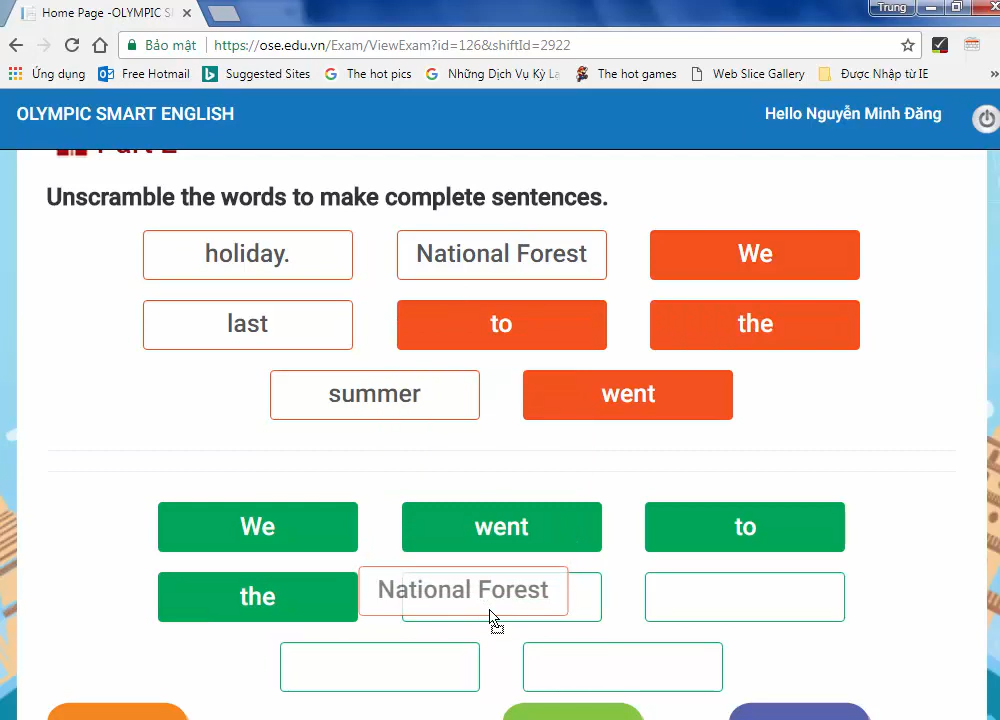 Home Page -OLYMPIC S
Trung
Bảo mật
https://ose.edu.vn/Exam/ViewExam?id=126&shiftId=2922
Ứng dụng
Free Hotmail
Suggested Sites
The hot pics
Những Dịch Vụ Kỳ La
The hot games
Web Slice Gallery
Được Nhập từ IE
OLYMPIC SMART ENGLISH
Hello Nguyễn Minh Đăng
Unscramble the words to make complete sentences.
holiday.
National Forest
We
last
to
the
summer
went
We
went
to
the
National Forest